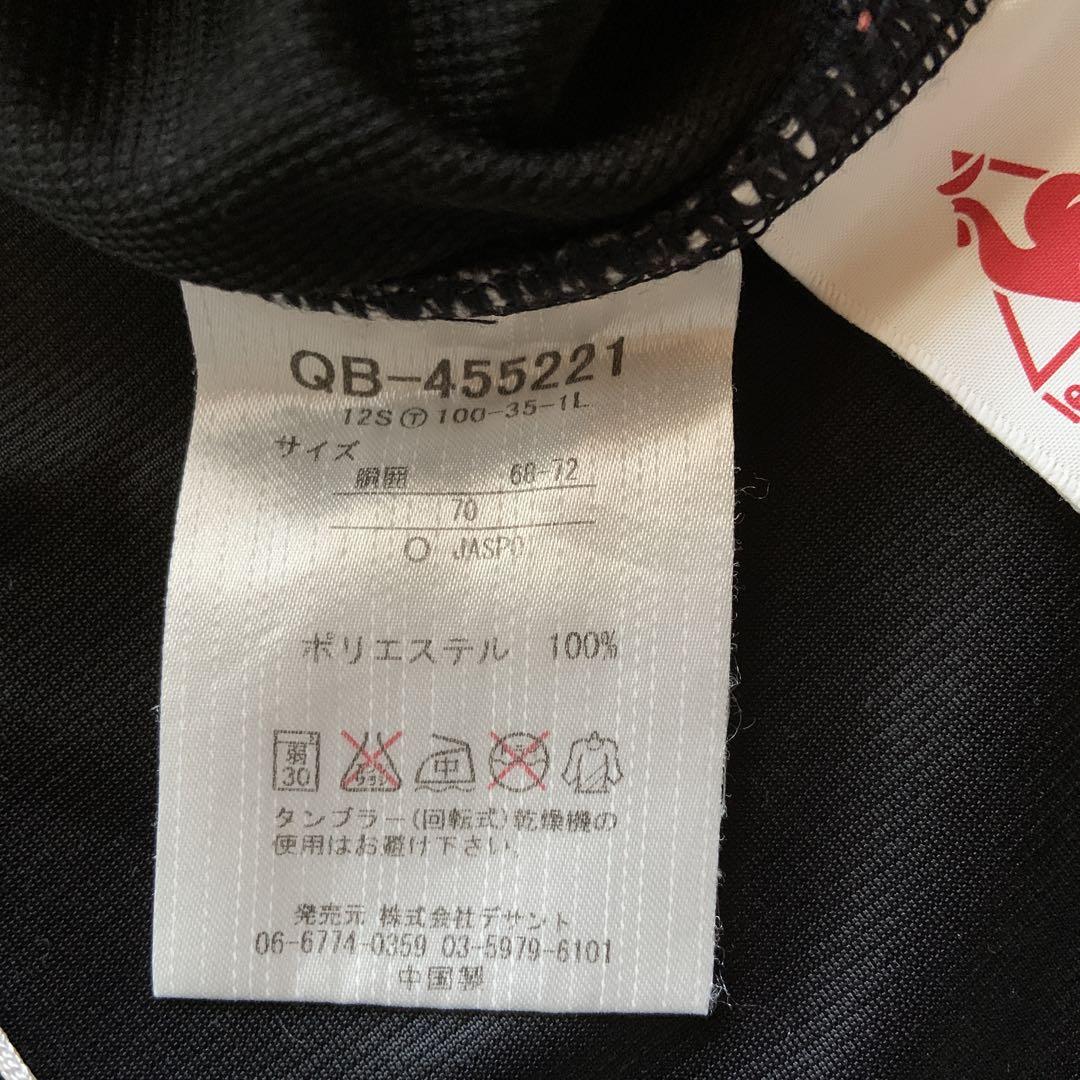 QB-455221
12S Ⓣ 100-35-1L
サイズ
胴囲 68-72
70
○ JASPO
ポリエステル 100%
弱
30
中
タンブラー(回転式)乾燥機の
使用はお避け下さい。
発売元 株式会社デサント
06-6774-0359 03-5979-6101
中国製